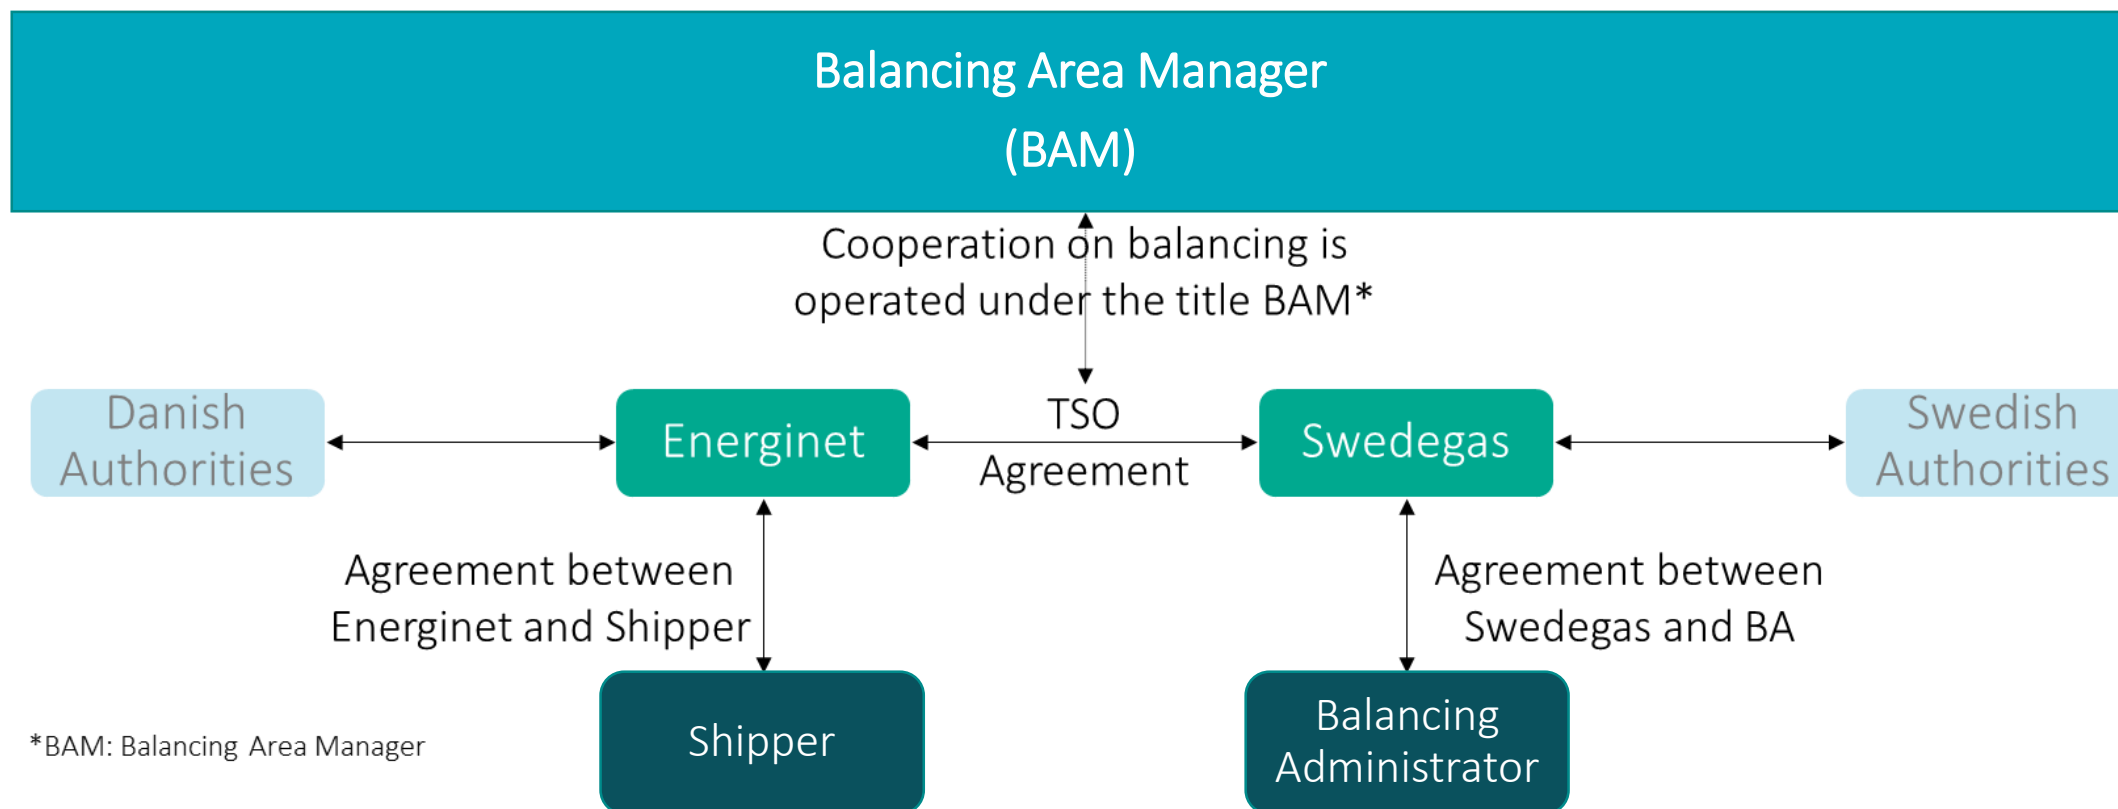 Balancing Area Manager
(BAM)
Cooperation on balancing is
operated under the title BAM*
Danish
Authorities
Energinet
TSO
Agreement
Swedegas
Swedish
Authorities
Agreement between
Energinet and Shipper
Agreement between
Swedegas and BA
Shipper
Balancing
Administrator
*BAM: Balancing Area Manager